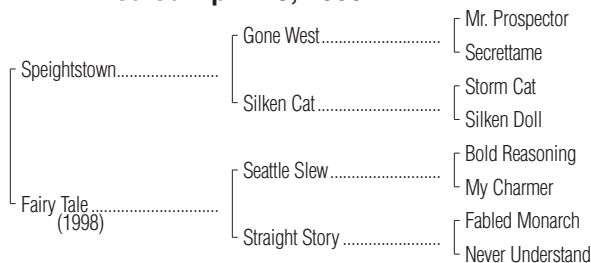 Gone West
Mr. Prospector
Secrettame
Speightstown
Silken Cat
Storm Cat
Silken Doll
Seattle Slew
Bold Reasoning
My Charmer
Fairy Tale
(1998)
Straight Story
Fabled Monarch
Never Understand